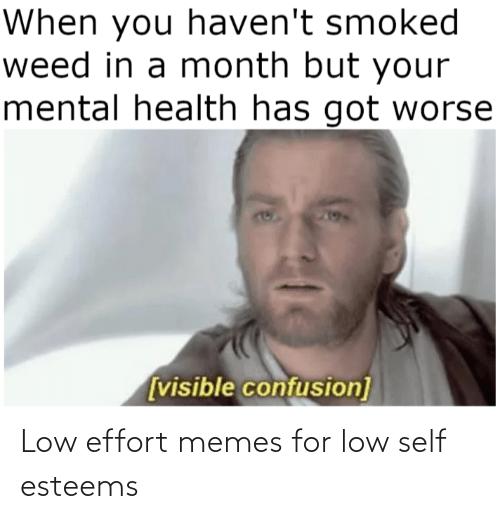 When you haven't smoked
weed in a month but your
mental health has got worse
[visible confusion]
Low effort memes for low self
esteems